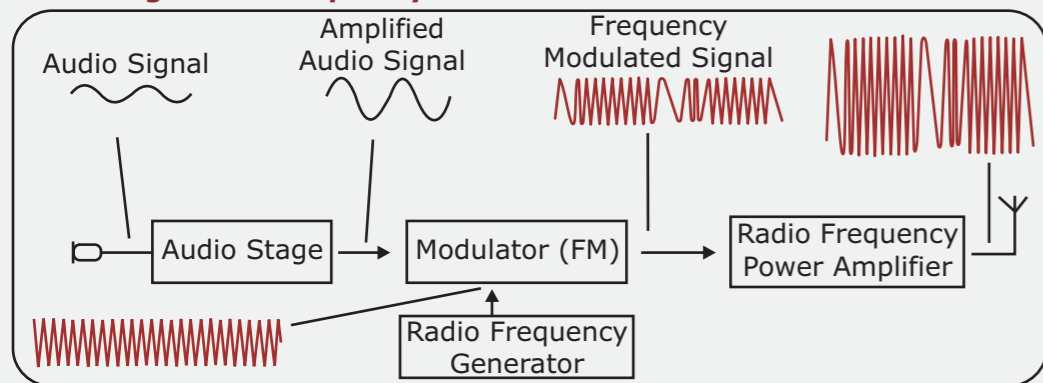 Audio Signal
Amplified
Audio Signal
Frequency
Modulated Signal
Audio Stage
Modulator (FM)
Radio Frequency
Power Amplifier
Radio Frequency
Generator